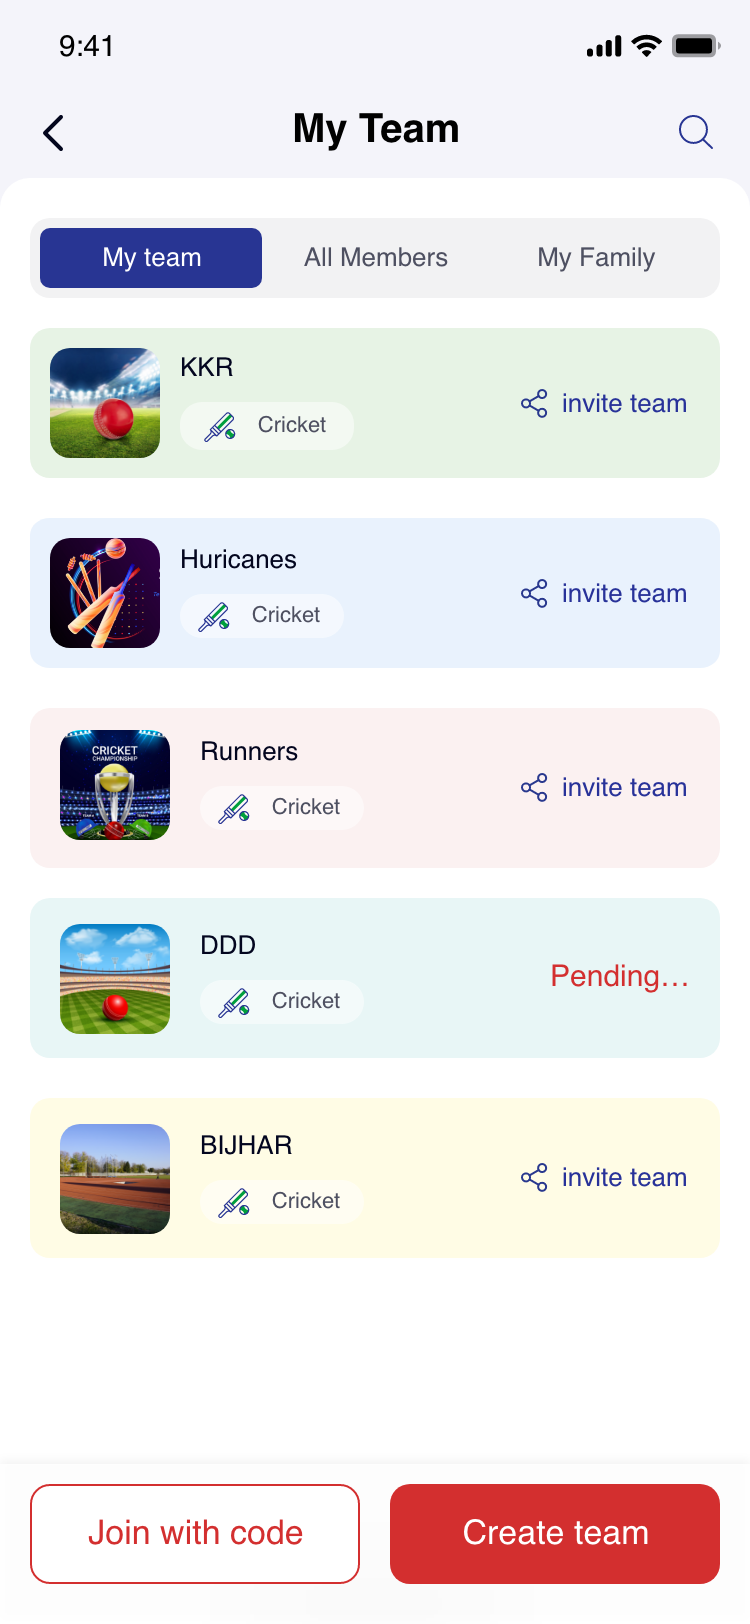 9:41
My Team
My team All Members My Family
KKR
Cricket
invite team
Huricanes
Cricket
invite team
CRICKET
CHAMPIONSHIP
Runners
Cricket
invite team
DDD
Cricket
Pending...
BIJHAR
Cricket
invite team
Join with code Create team